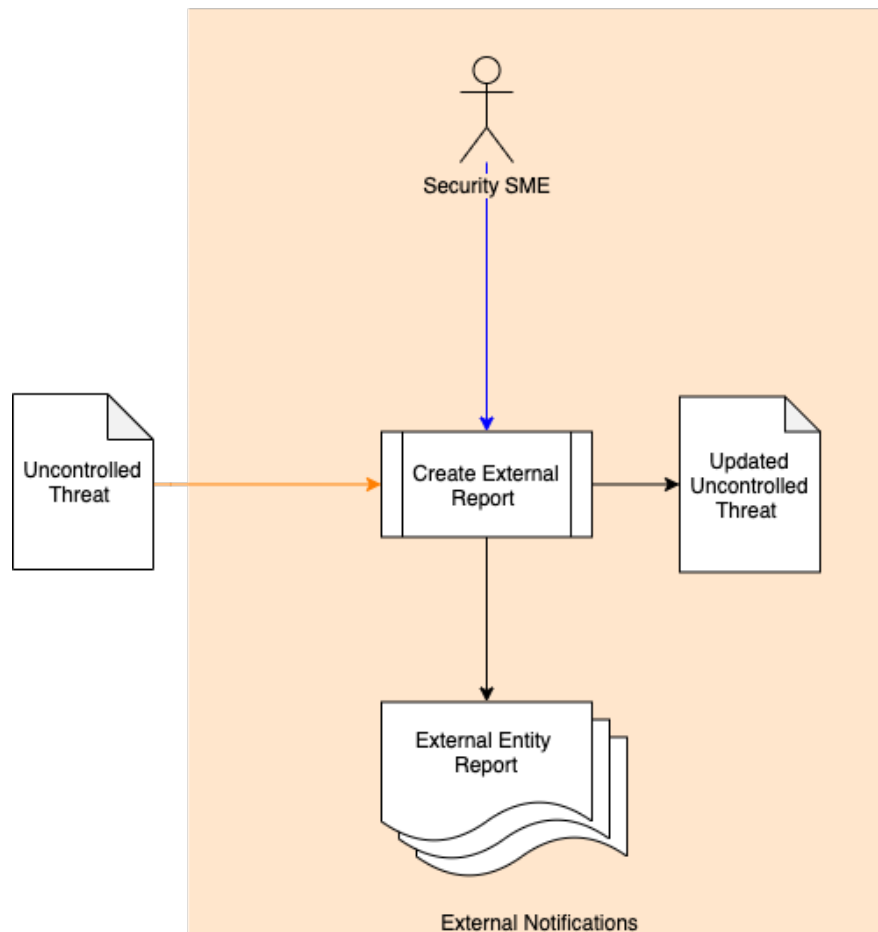 Security SME
Uncontrolled
Threat
Create External
Report
Updated
Uncontrolled
Threat
External Entity
Report
External Notifications